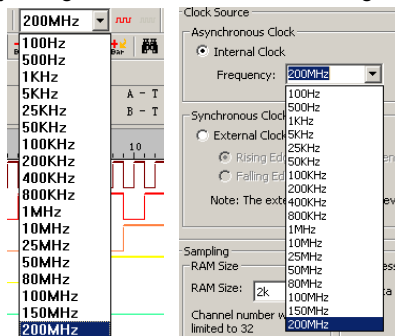 200MHz
100Hz
500Hz
1KHz
5KHz
25KHz
50KHz
100KHz
200KHz
400KHz
800KHz
1MHz
10MHz
25MHz
50MHz
80MHz
100MHz
150MHz
200MHz
Bar
A - T
B - T
10
Clock Source
Asynchronous Clock
Internal Clock
Frequency: 200MHz
100Hz
500Hz
1KHz
5KHz
25KHz
50KHz
100KHz
200KHz
400KHz
800KHz
1MHz
10MHz
25MHz
50MHz
80MHz
100MHz
150MHz
200MHz
Synchronous Clock
External Clock
Rising Ed
Falling Ed
Note: The exte
Sampling
RAM Size
RAM Size: 2k
Channel number w
limited to 32